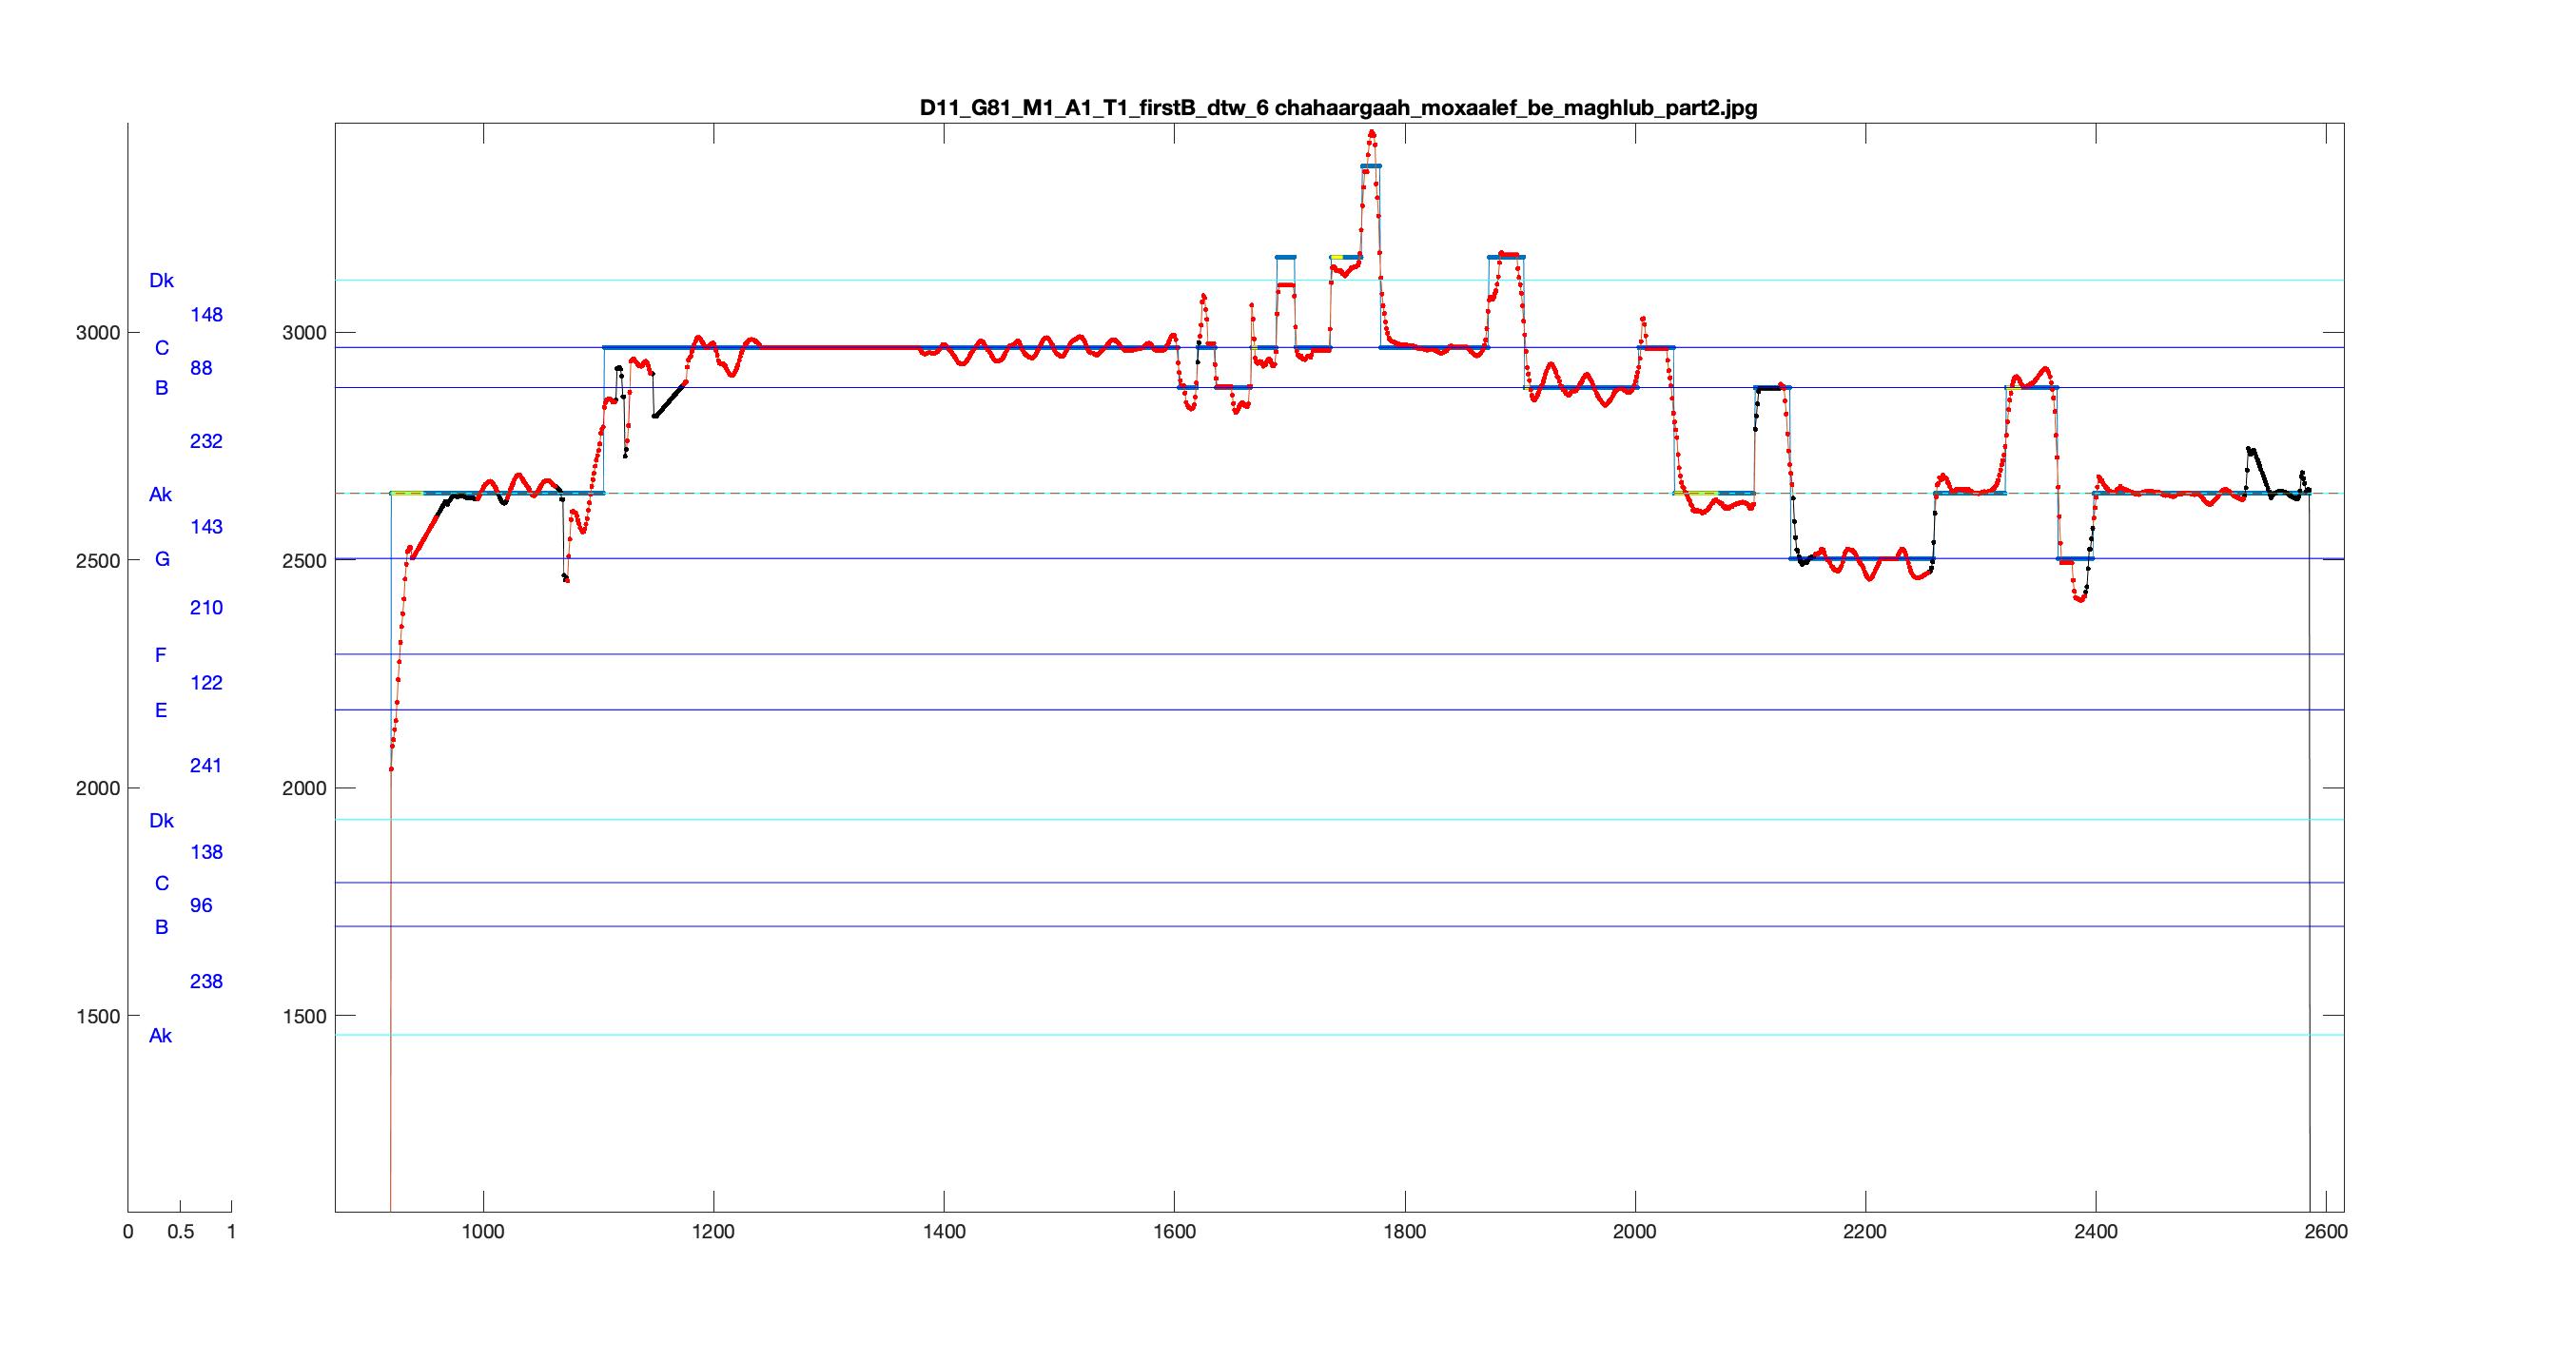 D11_G81_M1_A1_T1_firstB_dtw_6 chahaargaah_moxaalef_be_maghlub_part2.jpg
Dk
148
3000 C 3000
88
B
232
Ak
143
2500 G 2500
210
F
122
E
241
2000 2000
Dk
138
C
96
B
238
1500 1500
Ak
0 0.5 1 1000 1200 1400 1600 1800 2000 2200 2400 2600